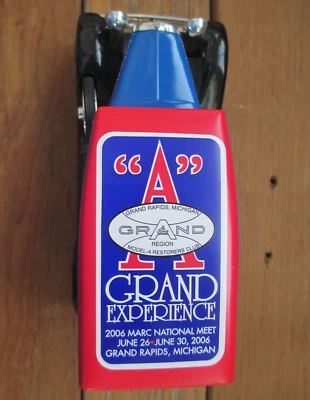 "A"
GRAND RAPIDS, MICHIGAN
GRAND
REGION
MODEL-A RESTORERS CLUB
GRAND
EXPERIENCE
2006 MARC NATIONAL MEET
JUNE 26 • JUNE 30, 2006
GRAND RAPIDS, MICHIGAN